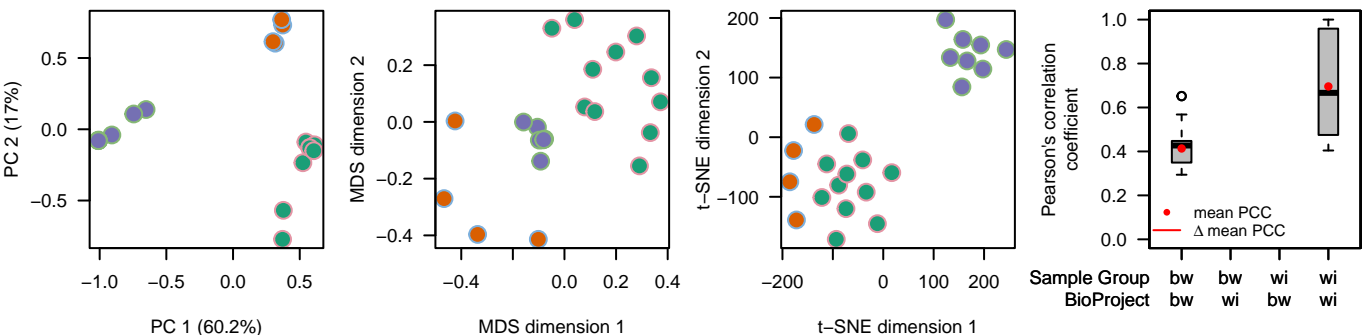 PC 2 (17%)
0.5
0.0
−0.5
−1.0
−0.5
0.0
0.5
PC 1 (60.2%)
MDS dimension 2
0.2
0.0
−0.2
−0.4
−0.4
0.0
0.2
0.4
MDS dimension 1
t−SNE dimension 2
200
100
0
−100
−200
0
100
200
t−SNE dimension 1
Pearson's correlation
coefficient
1.0
0.8
0.6
0.4
0.2
0.0
mean PCC
Δ mean PCC
Sample Group bw bw wi wi
BioProject bw wi bw wi